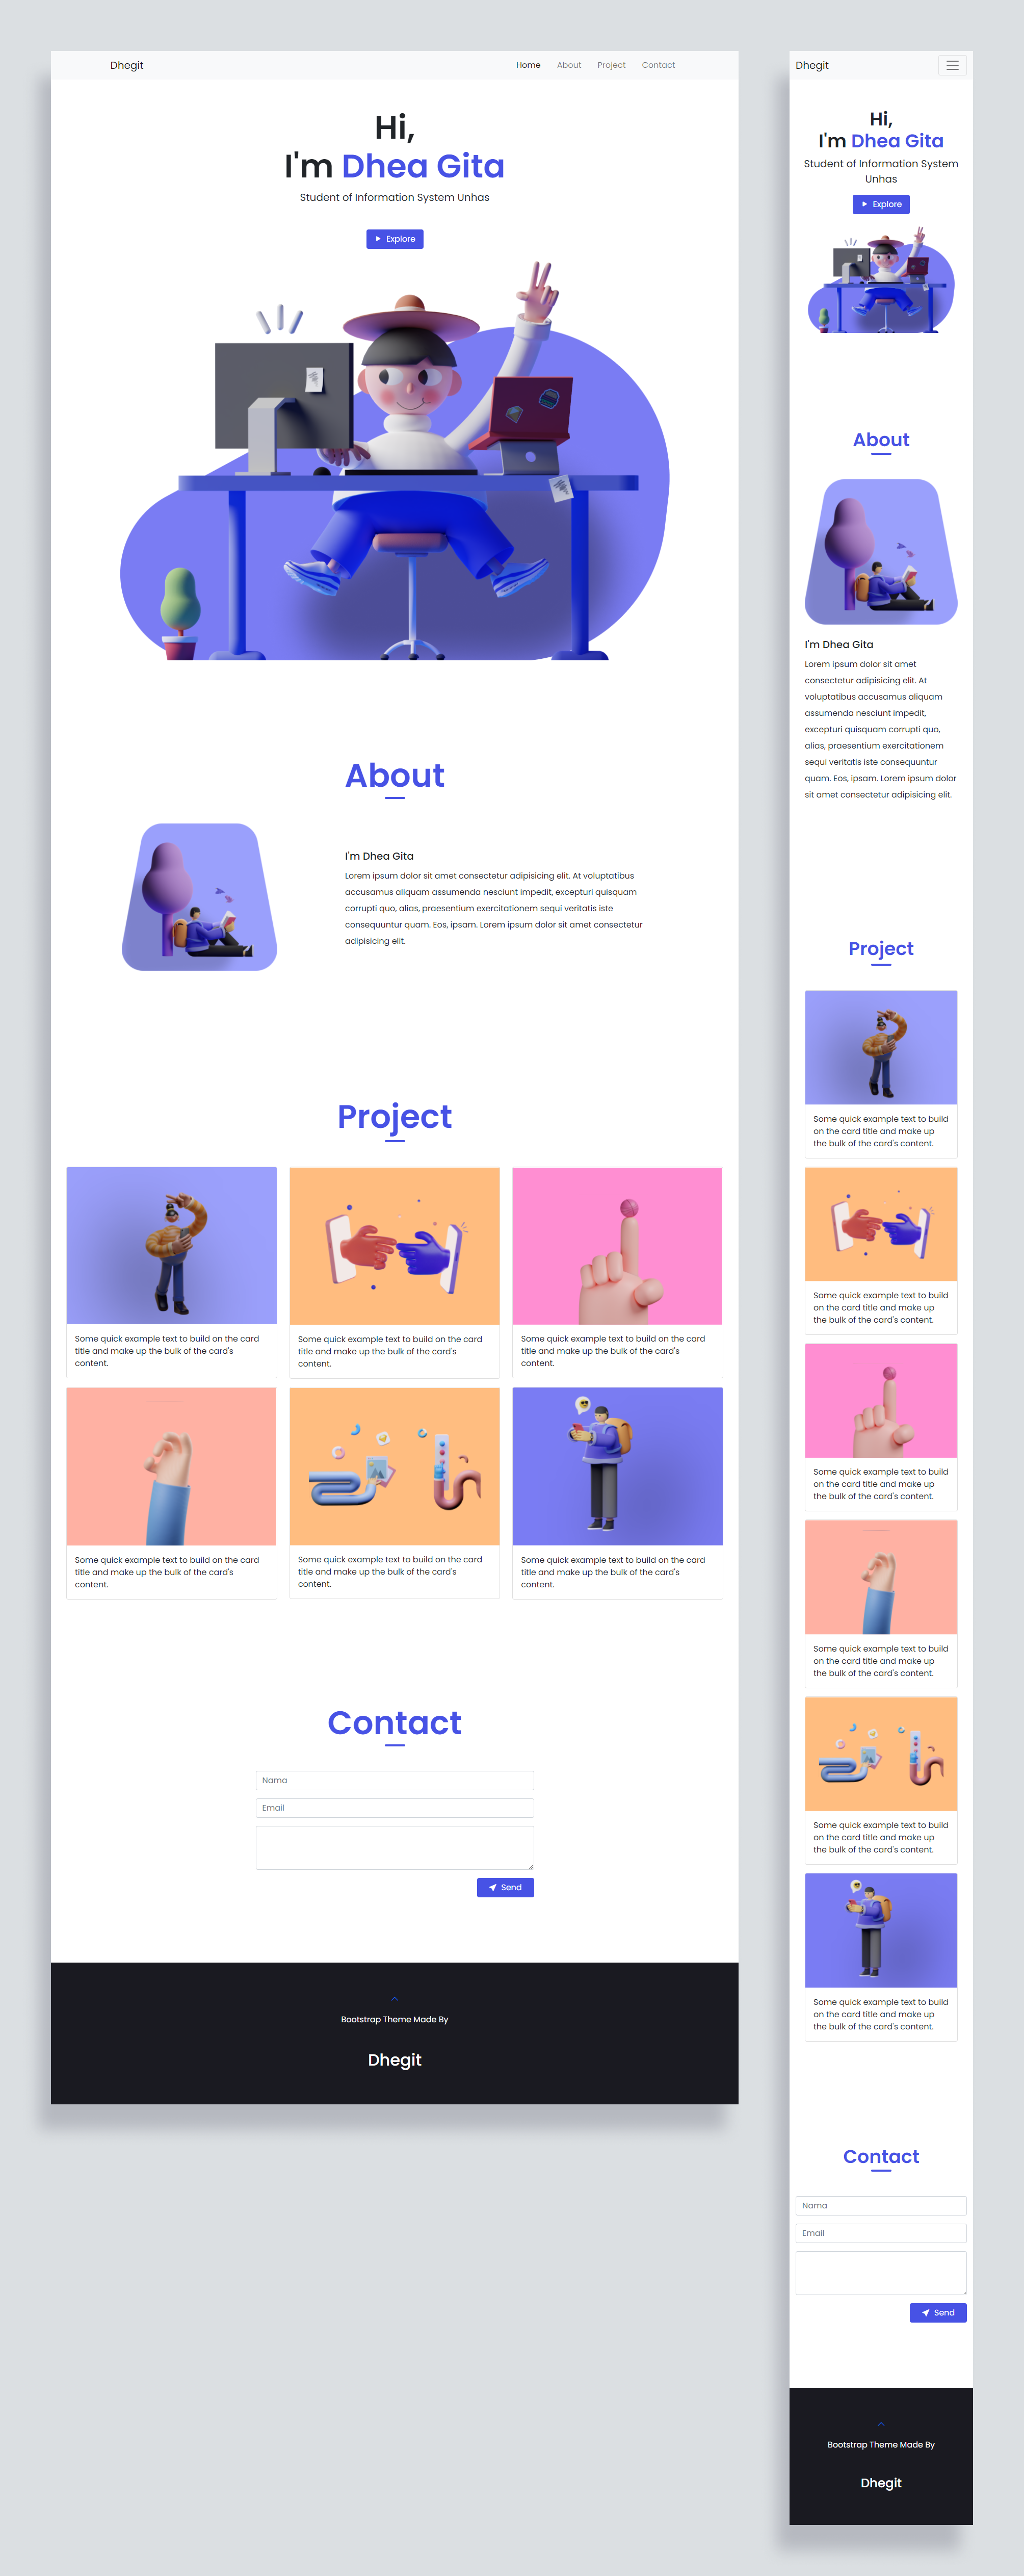 Dhegit
Home About Project Contact
Hi,
I'm Dhea Gita
Student of Information System Unhas
Explore
About
I'm Dhea Gita
Lorem ipsum dolor sit amet consectetur adipisicing elit. At voluptatibus
accusamus aliquam assumenda nesciunt impedit, excepturi quisquam
corrupti quo, alias, praesentium exercitationem sequi veritatis iste
consequuntur quam. Eos, ipsam. Lorem ipsum dolor sit amet consectetur
adipisicing elit.
Project
Some quick example text to build on the card
title and make up the bulk of the card's
content.
Some quick example text to build on the card
title and make up the bulk of the card's
content.
Some quick example text to build on the card
title and make up the bulk of the card's
content.
Some quick example text to build on the card
title and make up the bulk of the card's
content.
Some quick example text to build on the card
title and make up the bulk of the card's
content.
Some quick example text to build on the card
title and make up the bulk of the card's
content.
Contact
Nama
Email
Send
Bootstrap Theme Made By
Dhegit
Dhegit
Hi,
I'm Dhea Gita
Student of Information System
Unhas
Explore
About
I'm Dhea Gita
Lorem ipsum dolor sit amet
consectetur adipisicing elit. At
voluptatibus accusamus aliquam
assumenda nesciunt impedit,
excepturi quisquam corrupti quo,
alias, praesentium exercitationem
sequi veritatis iste consequuntur
quam. Eos, ipsam. Lorem ipsum dolor
sit amet consectetur adipisicing elit.
Project
Some quick example text to build
on the card title and make up
the bulk of the card's content.
Some quick example text to build
on the card title and make up
the bulk of the card's content.
Some quick example text to build
on the card title and make up
the bulk of the card's content.
Some quick example text to build
on the card title and make up
the bulk of the card's content.
Some quick example text to build
on the card title and make up
the bulk of the card's content.
Some quick example text to build
on the card title and make up
the bulk of the card's content.
Contact
Nama
Email
Send
Bootstrap Theme Made By
Dhegit